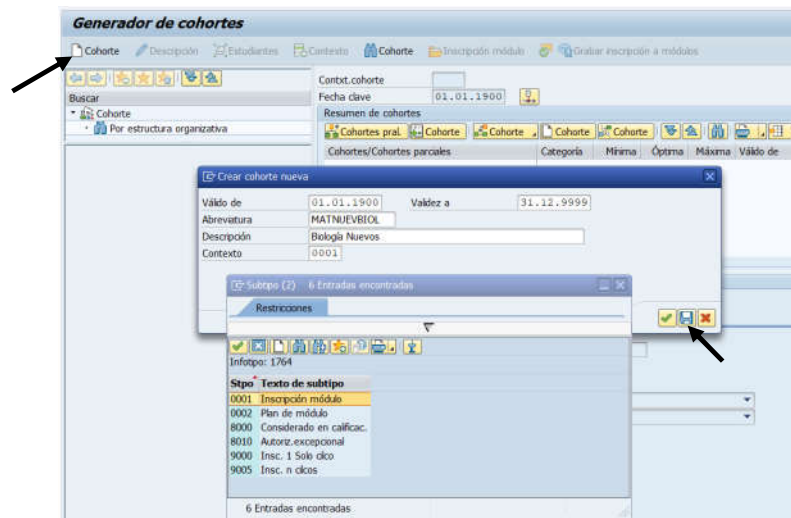 Generador de cohortes
Cohorte Descripción Estudiantes Contexto Cohorte Inscripción módulo Grabar inscripción a módulos
Contxt.cohorte
Buscar
Fecha clave 01.01.1900
Cohorte
Resumen de cohortes
Por estructura organizativa
Cohortes pral. Cohorte Cohorte Cohorte Cohorte
Cohortes/Cohortes parciales Categoría Mínima Óptima Máxima Válido de
Crear cohorte nueva
Válido de 01.01.1900 Validez a 31.12.9999
Abreviatura MATNUEVBIOL
Descripción Biología Nuevos
Contexto 0001
Subtipo (2) 6 Entradas encontradas
Restricciones
Infotipo: 1764
Stpo Texto de subtipo
0001 Inscripción módulo
0002 Plan de módulo
8000 Considerado en calificac.
8010 Autoriz.excepcional
9000 Insc. 1 Solo ciclo
9005 Insc. n ciclos
6 Entradas encontradas